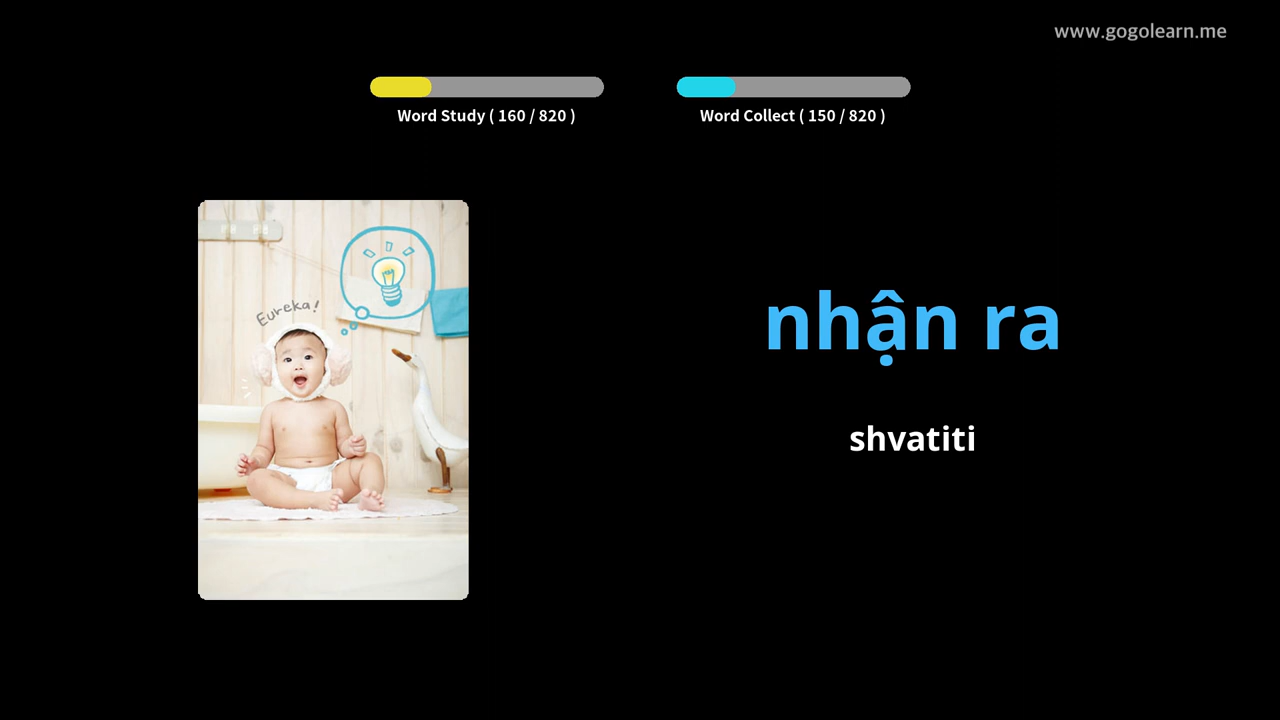 www.gogolearn.me
Word Study ( 160 / 820 )
Word Collect ( 150 / 820 )
Eureka!
nhận ra
shvatiti